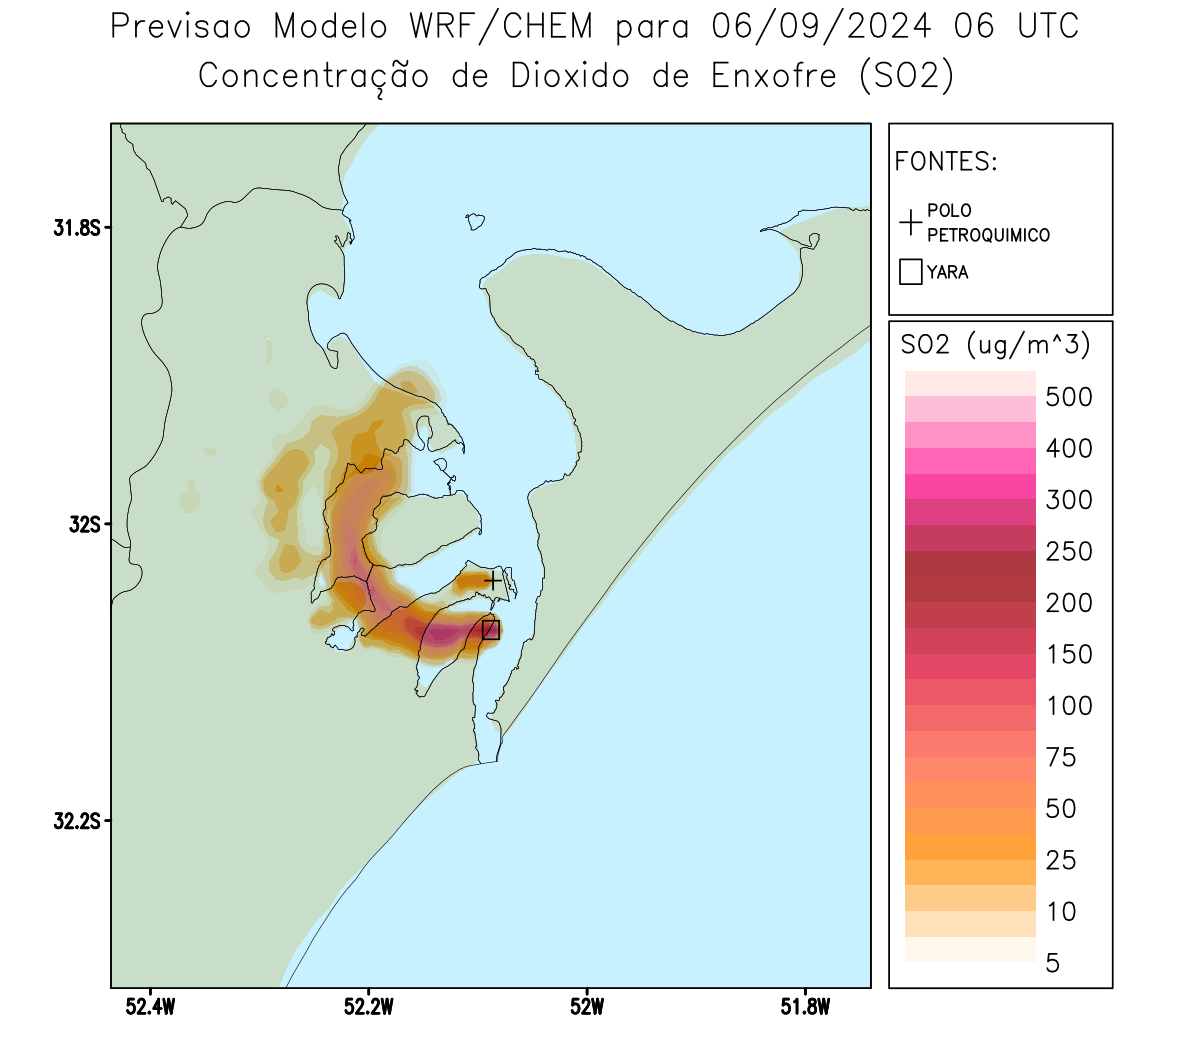 Previsao Modelo WRF/CHEM para 06/09/2024 06 UTC
Concentração de Dioxido de Enxofre (SO2)
FONTES:
POLO
PETROQUIMICO
YARA
SO2 (ug/m^3)
500
400
300
250
200
150
100
75
50
25
10
5
31.8S
32S
32.2S
52.4W
52.2W
52W
51.8W